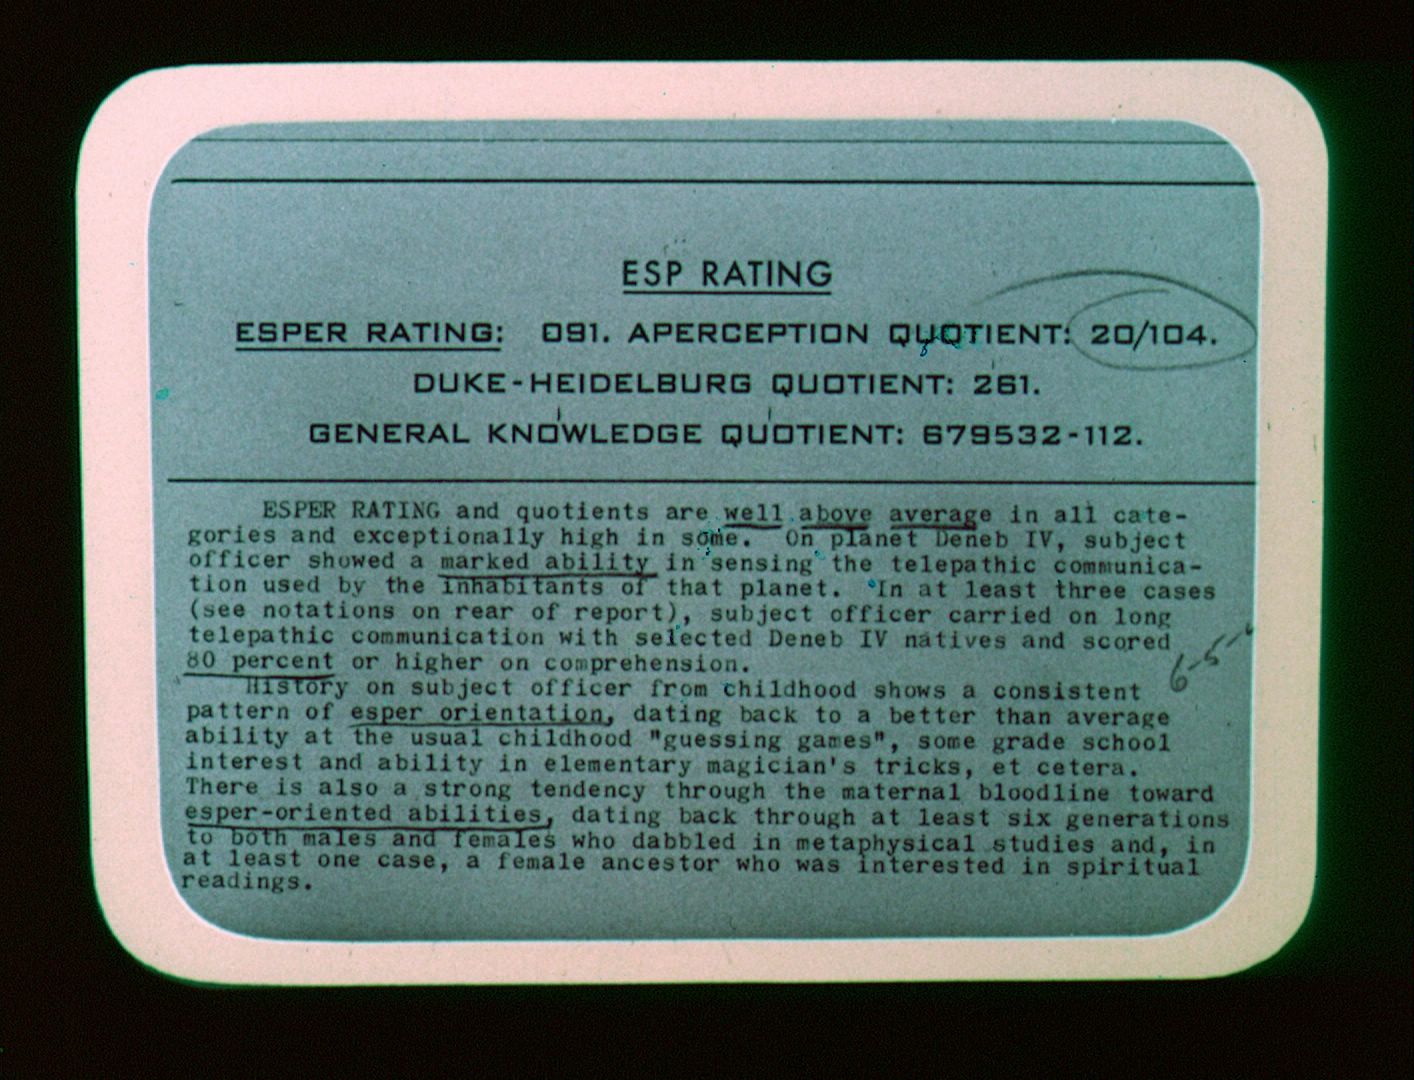 ESP RATING
ESPER RATING: 091. APERCEPTION QUOTIENT: 20/104.
DUKE-HEIDELBURG QUOTIENT: 261.
GENERAL KNOWLEDGE QUOTIENT: 679532-112.
ESPER RATING and quotients are well above average in all cate-
gories and exceptionally high in some. On planet Deneb IV, subject
officer showed a marked ability in sensing the telepathic communica-
tion used by the inhabitants of that planet. In at least three cases
(see notations on rear of report), subject officer carried on long
telepathic communication with selected Deneb IV natives and scored
80 percent or higher on comprehension.
History on subject officer from childhood shows a consistent
pattern of esper orientation, dating back to a better than average
ability at the usual childhood "guessing games", some grade school
interest and ability in elementary magician's tricks, et cetera.
There is also a strong tendency through the maternal bloodline toward
esper-oriented abilities, dating back through at least six generations
to both males and females who dabbled in metaphysical studies and, in
at least one case, a female ancestor who was interested in spiritual
readings.